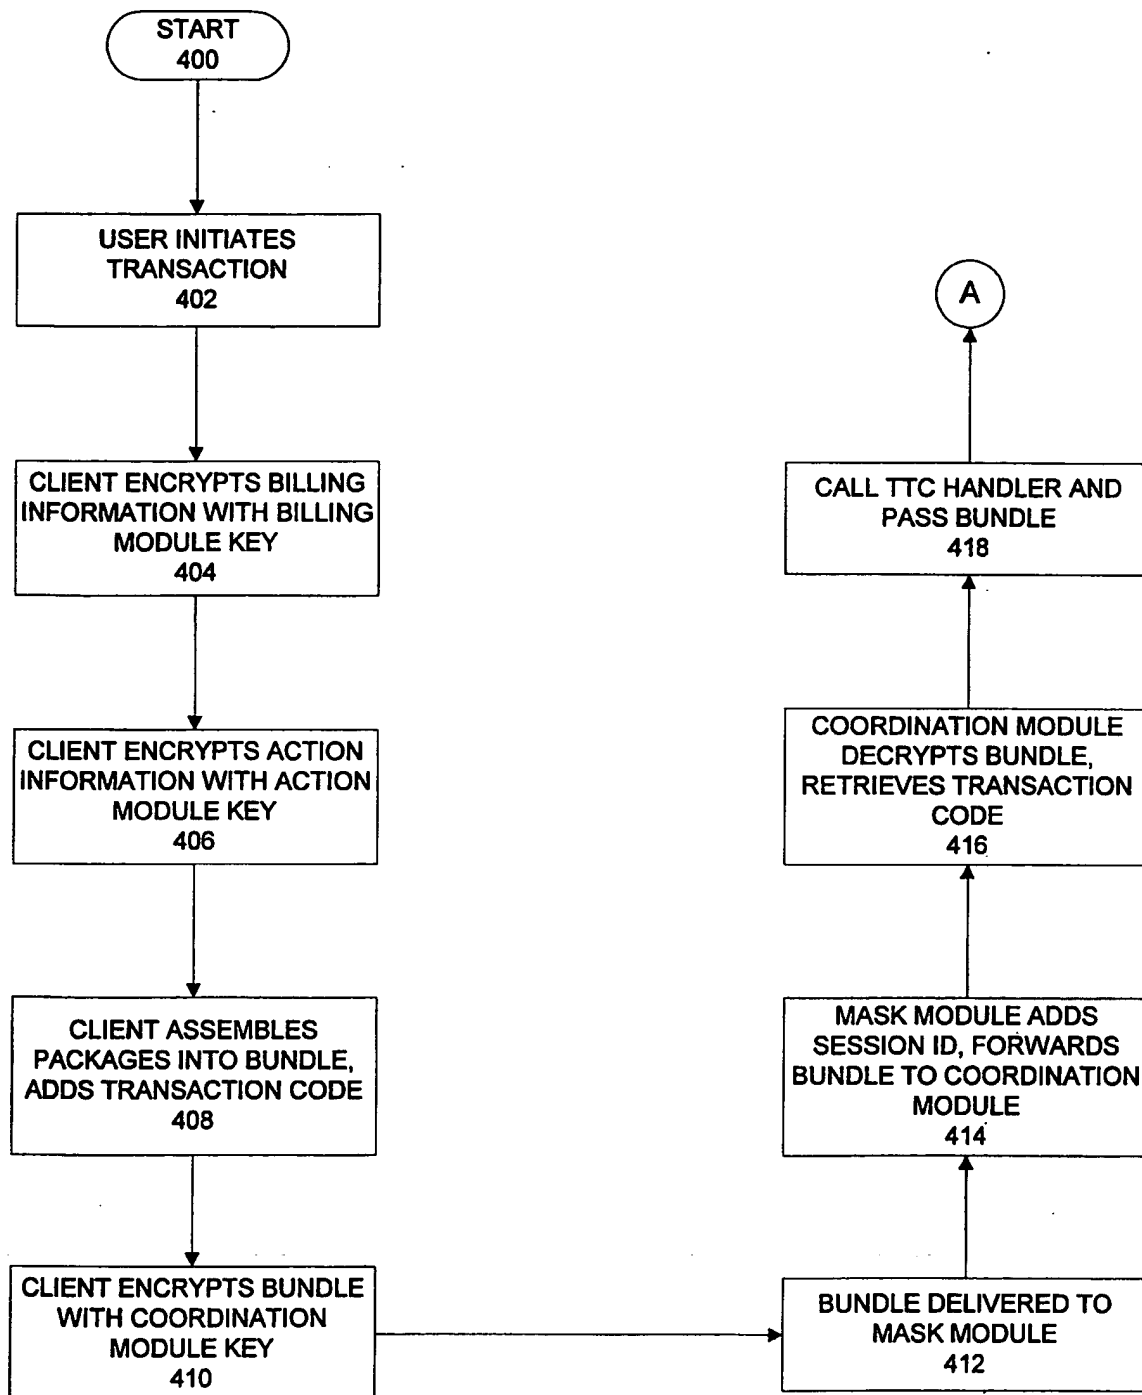 START
400
USER INITIATES
TRANSACTION
402
CLIENT ENCRYPTS BILLING
INFORMATION WITH BILLING
MODULE KEY
404
CLIENT ENCRYPTS ACTION
INFORMATION WITH ACTION
MODULE KEY
406
CLIENT ASSEMBLES
PACKAGES INTO BUNDLE,
ADDS TRANSACTION CODE
408
CLIENT ENCRYPTS BUNDLE
WITH COORDINATION
MODULE KEY
410
BUNDLE DELIVERED TO
MASK MODULE
412
MASK MODULE ADDS
SESSION ID, FORWARDS
BUNDLE TO COORDINATION
MODULE
414
COORDINATION MODULE
DECRYPTS BUNDLE,
RETRIEVES TRANSACTION
CODE
416
CALL TTC HANDLER AND
PASS BUNDLE
418
A